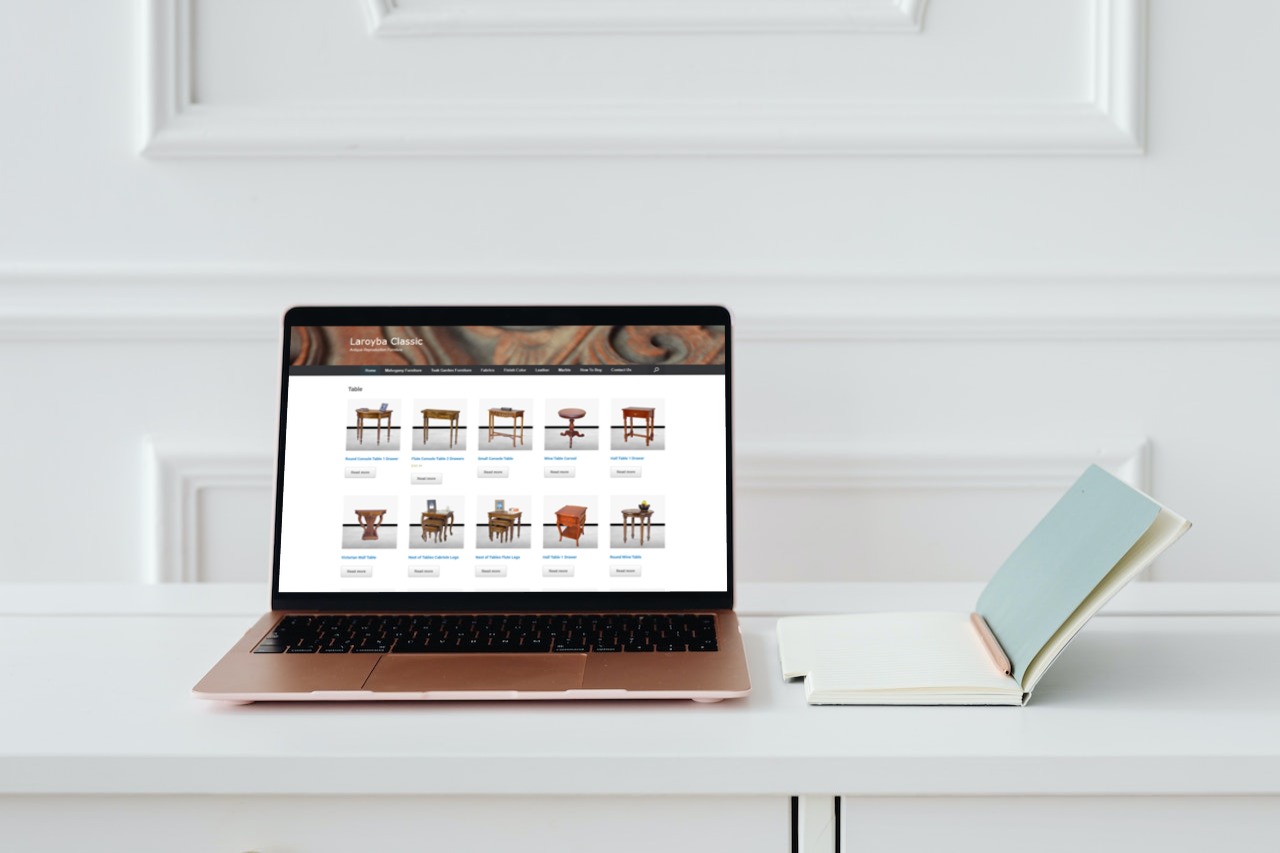 Laroyba Classic
Antique Reproduction Furniture
Home Mahogany Furniture Teak Garden Furniture Fabrics Finish Color Leather Marble How To Buy Contact Us
Table
Round Console Table 1 Drawer
Plate Console Table 2 Drawers
Small Console Table
Wine Table Carved
Hall Table 1 Drawer
Read more
Read more
Read more
Read more
Read more
Victorian Wall Table
Nest of Tables Cabriole Legs
Nest of Tables Flute Legs
Hall Table 1 Drawer
Round Wine Table
Read more
Read more
Read more
Read more
Read more